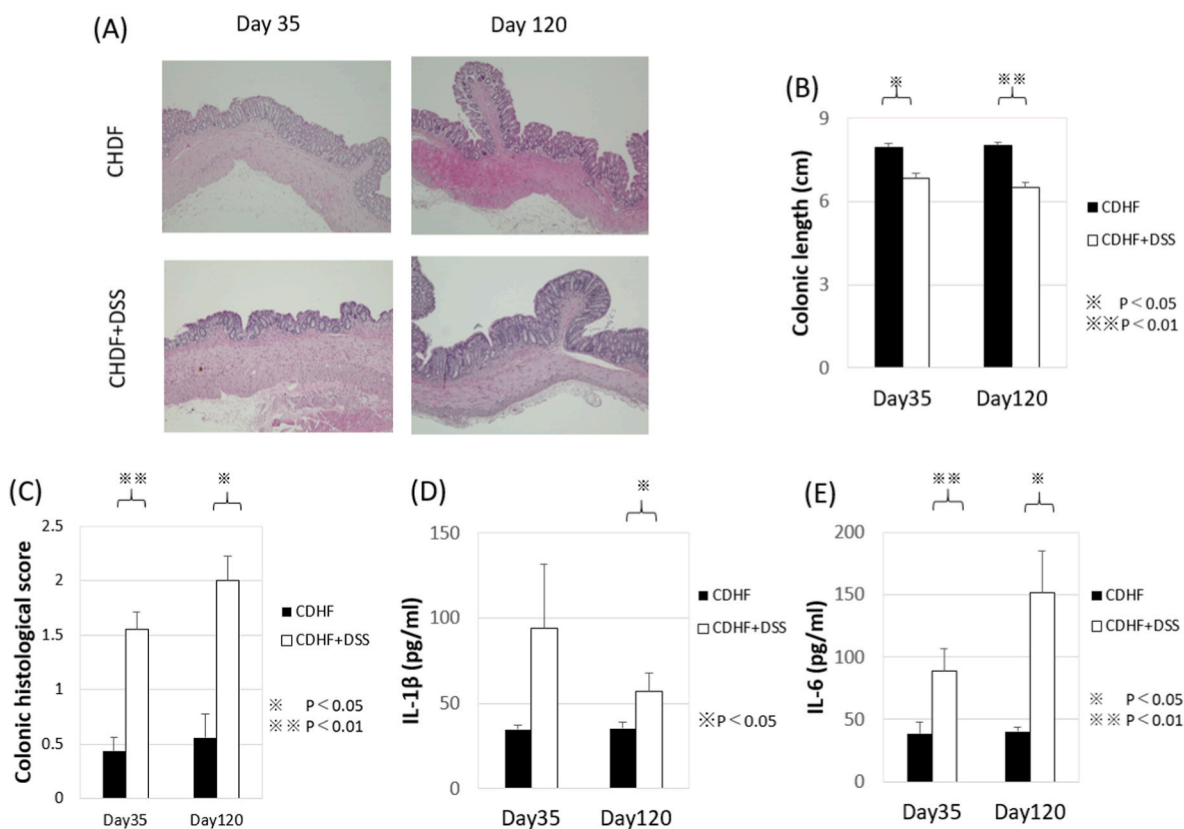 (A)
Day 35
Day 120
CHDF
CHDF+DSS
(B)
※
※※
Colonic length (cm)
9
6
3
0
Day35
Day120
CDHF
CDHF+DSS
※ P<0.05
※※P<0.01
(C)
※※
※
Colonic histological score
2.5
2
1.5
1
0.5
0
Day35
Day120
CDHF
CDHF+DSS
※ P<0.05
※※ P<0.01
(D)
※
IL-1β (pg/ml)
150
100
50
0
Day35
Day120
CDHF
CDHF+DSS
※P<0.05
(E)
※※
※
IL-6 (pg/ml)
200
150
100
50
0
Day35
Day120
CDHF
CDHF+DSS
※ P<0.05
※※ P<0.01